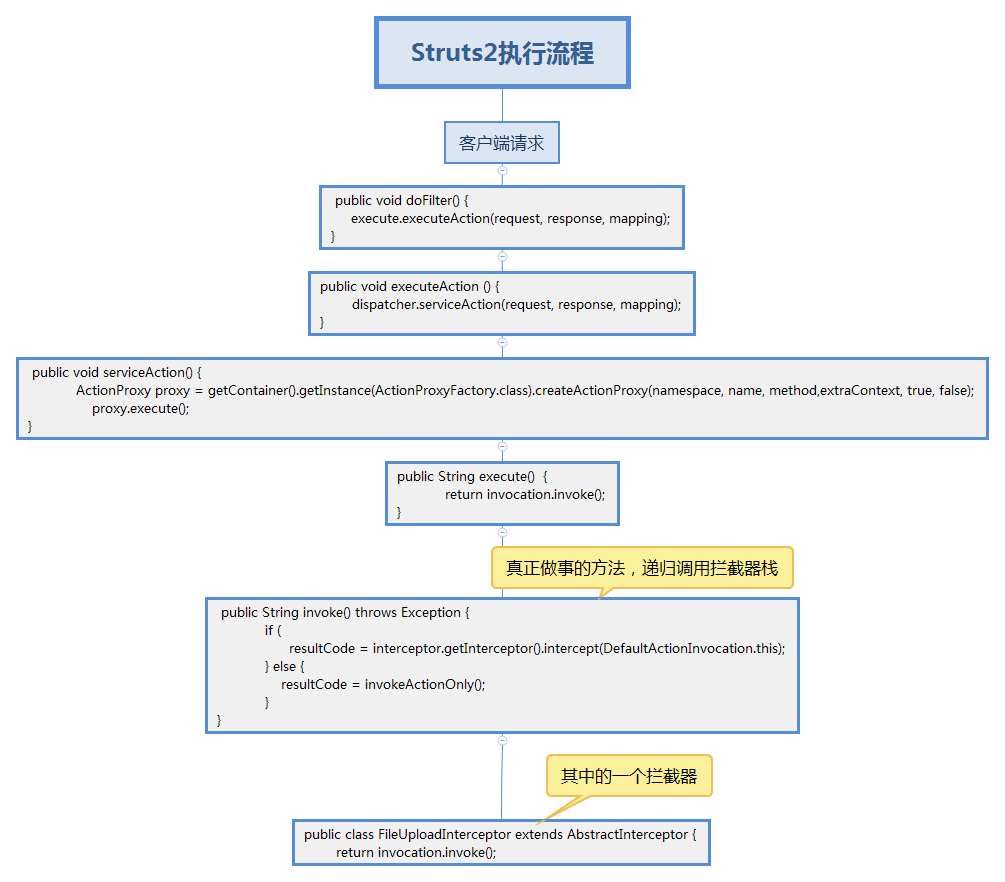 Struts2执行流程
客户端请求
public void doFilter() {
execute.executeAction(request, response, mapping);
}
public void executeAction () {
dispatcher.serviceAction(request, response, mapping);
}
public void serviceAction() {
ActionProxy proxy = getContainer().getInstance(ActionProxyFactory.class).createActionProxy(namespace, name, method,extraContext, true, false);
proxy.execute();
}
public String execute()  {
return invocation.invoke();
}
真正做事的方法，递归调用拦截器栈
public String invoke() throws Exception {
if (
resultCode = interceptor.getInterceptor().intercept(DefaultActionInvocation.this);
} else {
resultCode = invokeActionOnly();
}
}
其中的一个拦截器
public class FileUploadInterceptor extends AbstractInterceptor {
return invocation.invoke();